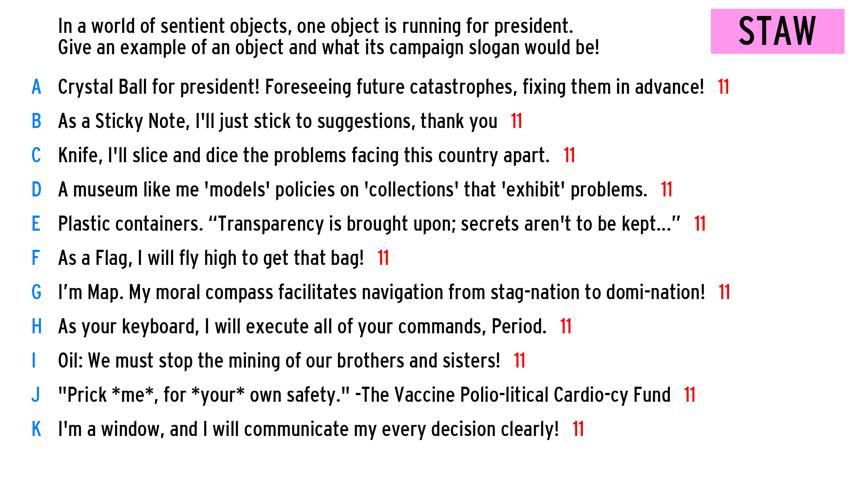 In a world of sentient objects, one object is running for president.
Give an example of an object and what its campaign slogan would be!
STAW
A Crystal Ball for president! Foreseeing future catastrophes, fixing them in advance! 11
B As a Sticky Note, I'll just stick to suggestions, thank you 11
C Knife, I'll slice and dice the problems facing this country apart. 11
D A museum like me 'models' policies on 'collections' that 'exhibit' problems. 11
E Plastic containers. “Transparency is brought upon; secrets aren't to be kept...” 11
F As a Flag, I will fly high to get that bag! 11
G I’m Map. My moral compass facilitates navigation from stag-nation to domi-nation! 11
H As your keyboard, I will execute all of your commands, Period. 11
I Oil: We must stop the mining of our brothers and sisters! 11
J "Prick *me*, for *your* own safety." -The Vaccine Polio-litical Cardio-cy Fund 11
K I'm a window, and I will communicate my every decision clearly! 11